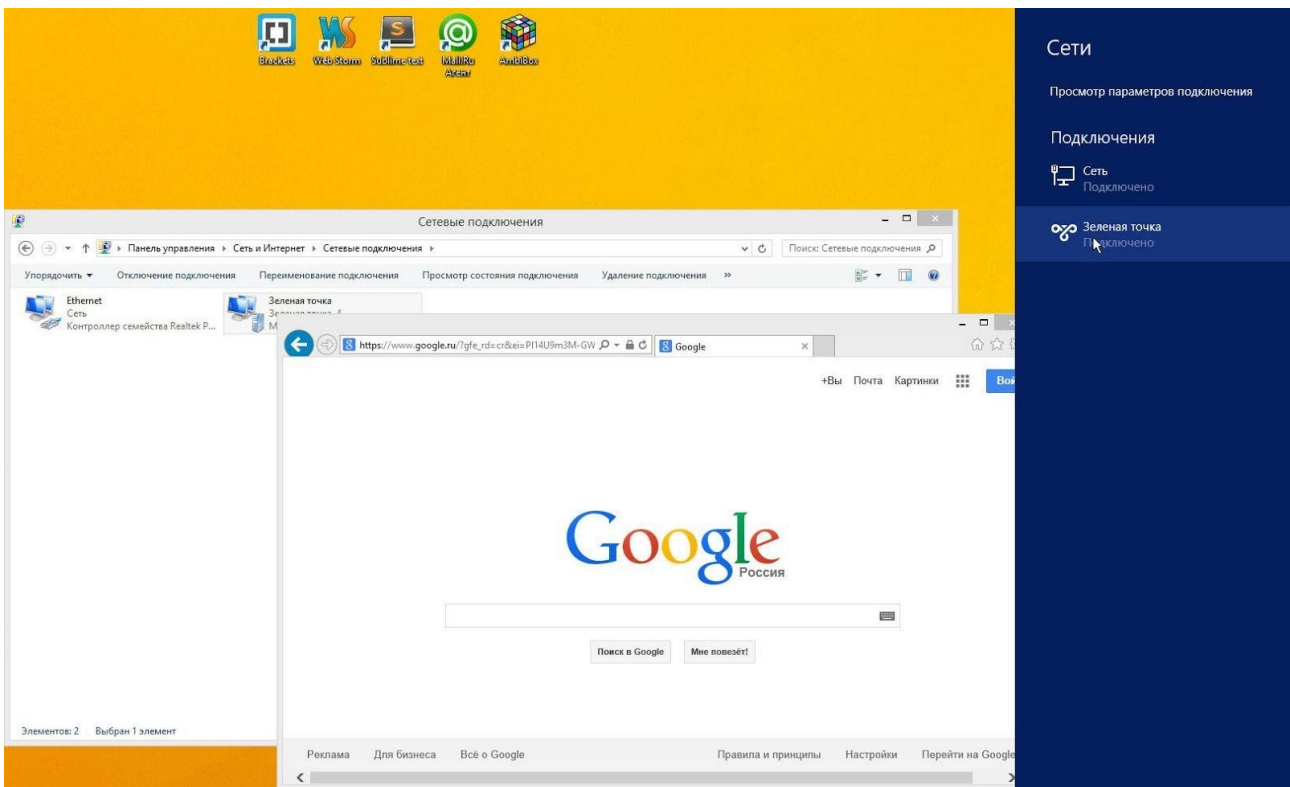 Brackets
WebStorm
Sublime text
Mail.Ru
Агент
AmbiBox
Сетевые подключения
Панель управления
Сеть и Интернет
Сетевые подключения
Поиск: Сетевые подключения
Упорядочить
Отключение подключения
Переименование подключения
Просмотр состояния подключения
Удаление подключения
»
Ethernet
Сеть
Контроллер семейства Realtek P...
Зеленая точка
https://www.google.ru/?gfe_rd=cr&ei=PI14U9m3M-GW
Google
+Вы
Почта
Картинки
Google
Россия
Поиск в Google
Мне повезёт!
Реклама
Для бизнеса
Всё о Google
Правила и принципы
Настройки
Перейти на Google
Элементов: 2
Выбран 1 элемент
Сети
Просмотр параметров подключения
Подключения
Сеть
Подключено
Зеленая точка
Подключено